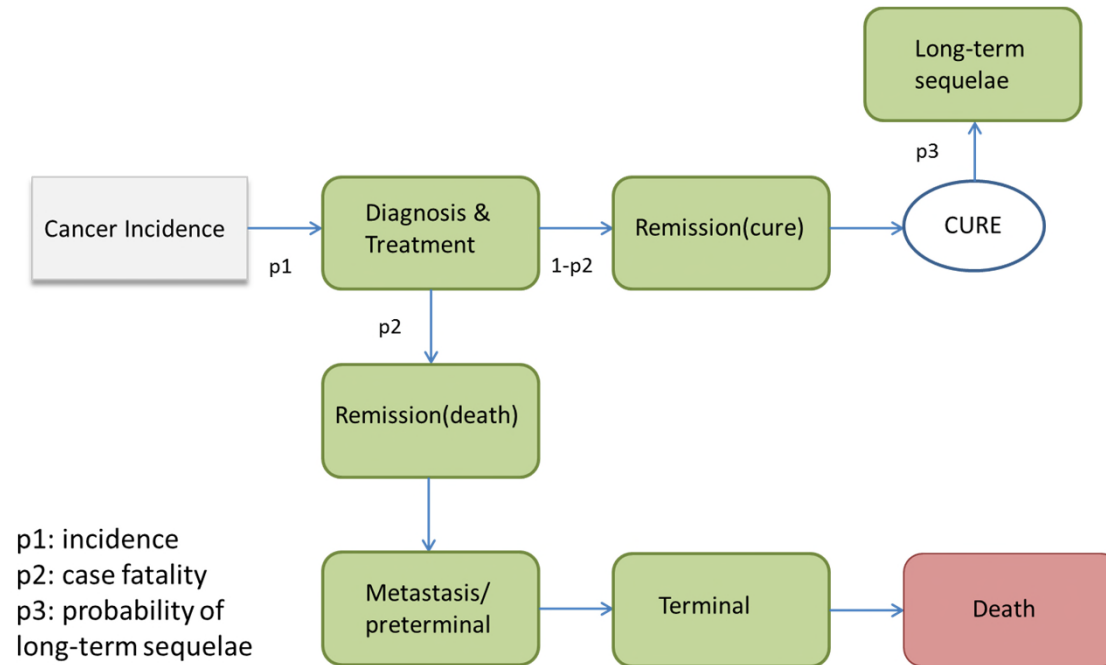 Long-term
sequelae
p3
Cancer Incidence
Diagnosis &
Treatment
Remission(cure)
CURE
p1
1-p2
p2
Remission(death)
p1: incidence
p2: case fatality
p3: probability of
long-term sequelae
Metastasis/
preterminal
Terminal
Death